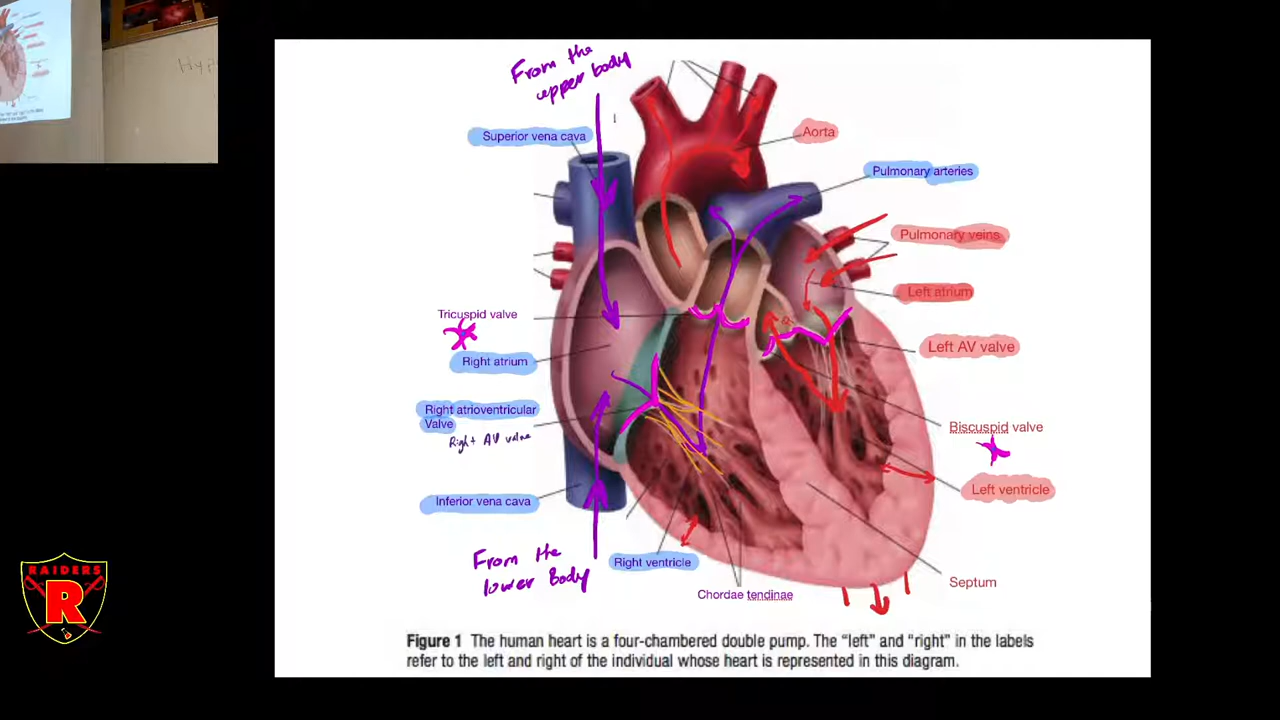 Hyp
From the
upper body
Superior vena cava
Aorta
Pulmonary arteries
Pulmonary veins
Left atrium
Tricuspid valve
Left AV valve
Right atrium
Right atrioventricular
Valve
Right AV valve
Biscuspid valve
Left ventricle
Inferior vena cava
From the
lower Body
Right ventricle
Septum
Chordae tendinae
RAIDERS
R
Figure 1 The human heart is a four-chambered double pump. The “left” and “right” in the labels
refer to the left and right of the individual whose heart is represented in this diagram.